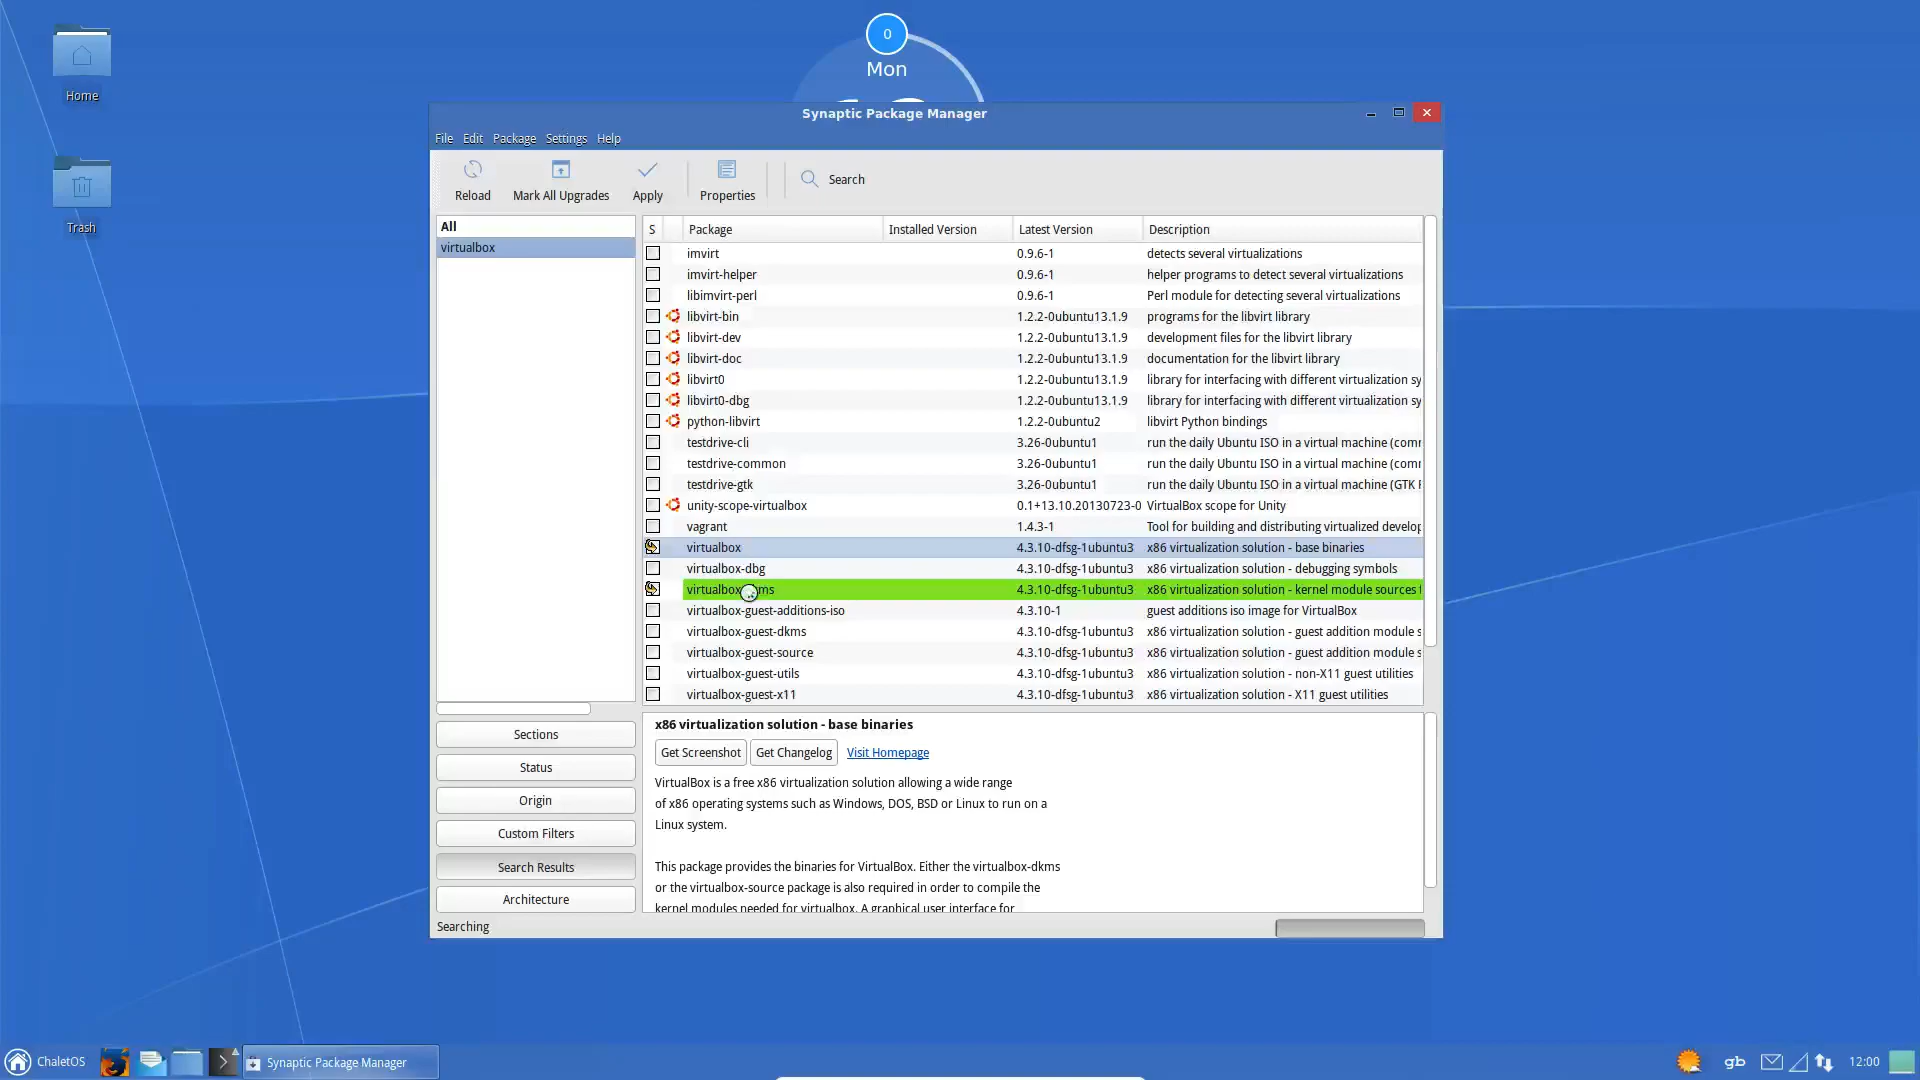 Home
Trash
0
Mon
Synaptic Package Manager
File Edit Package Settings Help
Reload Mark All Upgrades Apply Properties Search
All
virtualbox
S Package Installed Version Latest Version Description
imvirt 0.9.6-1 detects several virtualizations
imvirt-helper 0.9.6-1 helper programs to detect several virtualizations
libimvirt-perl 0.9.6-1 Perl module for detecting several virtualizations
libvirt-bin 1.2.2-0ubuntu13.1.9 programs for the libvirt library
libvirt-dev 1.2.2-0ubuntu13.1.9 development files for the libvirt library
libvirt-doc 1.2.2-0ubuntu13.1.9 documentation for the libvirt library
libvirt0 1.2.2-0ubuntu13.1.9 library for interfacing with different virtualization sy
libvirt0-dbg 1.2.2-0ubuntu13.1.9 library for interfacing with different virtualization sy
python-libvirt 1.2.2-0ubuntu2 libvirt Python bindings
testdrive-cli 3.26-0ubuntu1 run the daily Ubuntu ISO in a virtual machine (com
testdrive-common 3.26-0ubuntu1 run the daily Ubuntu ISO in a virtual machine (com
testdrive-gtk 3.26-0ubuntu1 run the daily Ubuntu ISO in a virtual machine (GTK
unity-scope-virtualbox 0.1+13.10.20130723-0 VirtualBox scope for Unity
vagrant 1.4.3-1 Tool for building and distributing virtualized develop
virtualbox 4.3.10-dfsg-1ubuntu3 x86 virtualization solution - base binaries
virtualbox-dbg 4.3.10-dfsg-1ubuntu3 x86 virtualization solution - debugging symbols
4.3.10-dfsg-1ubuntu3 x86 virtualization solution - kernel module sources
virtualbox-guest-additions-iso 4.3.10-1 guest additions iso image for VirtualBox
virtualbox-guest-dkms 4.3.10-dfsg-1ubuntu3 x86 virtualization solution - guest addition module s
virtualbox-guest-source 4.3.10-dfsg-1ubuntu3 x86 virtualization solution - guest addition module s
virtualbox-guest-utils 4.3.10-dfsg-1ubuntu3 x86 virtualization solution - non-X11 guest utilities
virtualbox-guest-x11 4.3.10-dfsg-1ubuntu3 x86 virtualization solution - X11 guest utilities
Sections
Status
Origin
Custom Filters
Search Results
Architecture
x86 virtualization solution - base binaries
Get Screenshot Get Changelog Visit Homepage
VirtualBox is a free x86 virtualization solution allowing a wide range
of x86 operating systems such as Windows, DOS, BSD or Linux to run on a
Linux system.
This package provides the binaries for VirtualBox. Either the virtualbox-dkms
or the virtualbox-source package is also required in order to compile the
kernel modules needed for virtualbox. A graphical user interface for
Searching
ChaletOS Synaptic Package Manager gb 12:00